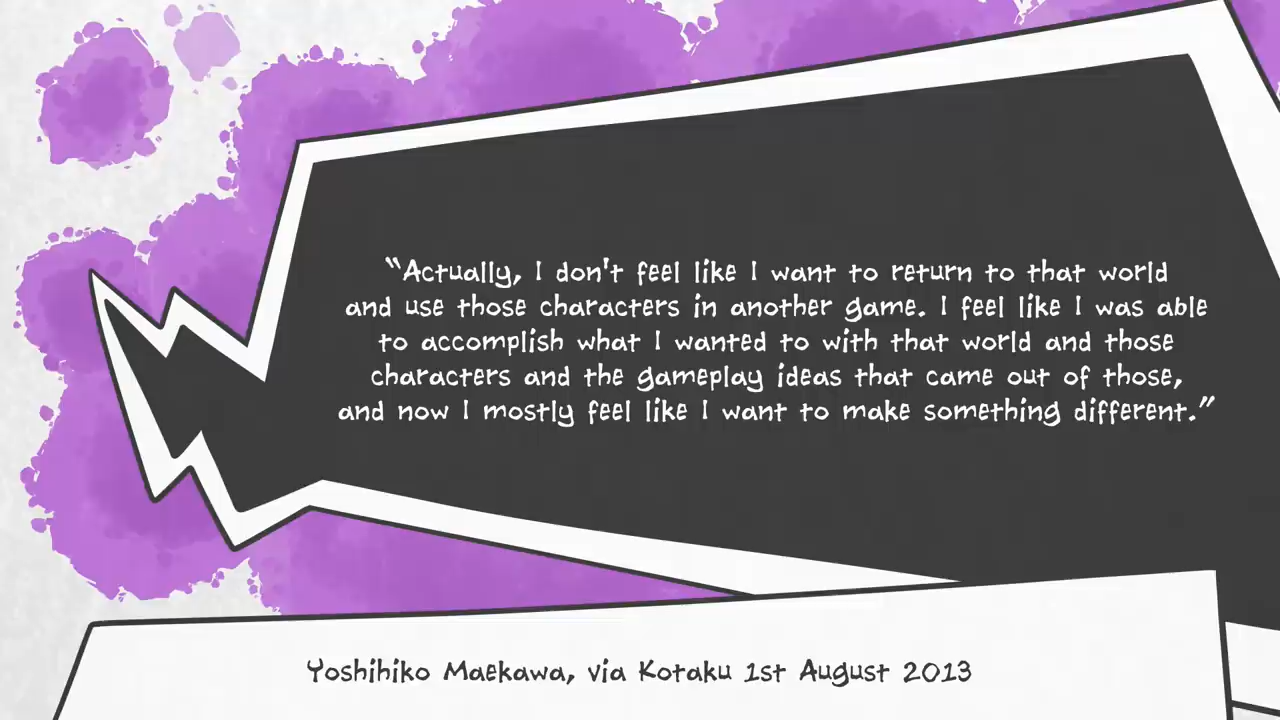 “Actually, I don't feel like I want to return to that world
and use those characters in another game. I feel like I was able
to accomplish what I wanted to with that world and those
characters and the gameplay ideas that came out of those,
and now I mostly feel like I want to make something different.”
Yoshihiko Maekawa, via Kotaku 1st August 2013